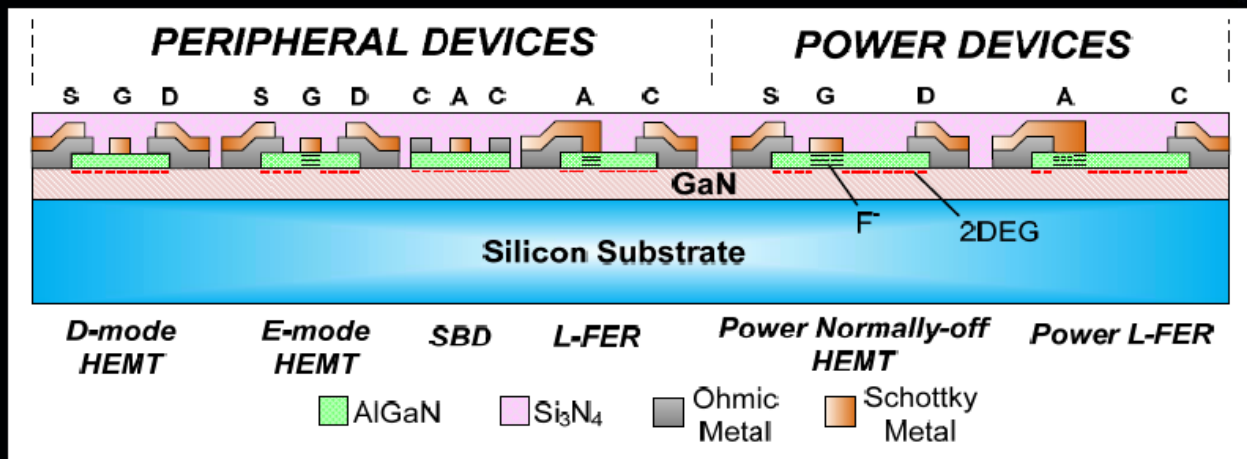 PERIPHERAL DEVICES POWER DEVICES
S G D S G D C A C A C S G D A C
GaN
F⁻ 2DEG
Silicon Substrate
D-mode HEMT
E-mode HEMT
SBD
L-FER
Power Normally-off HEMT
Power L-FER
AlGaN
Si₃N₄
Ohmic Metal
Schottky Metal